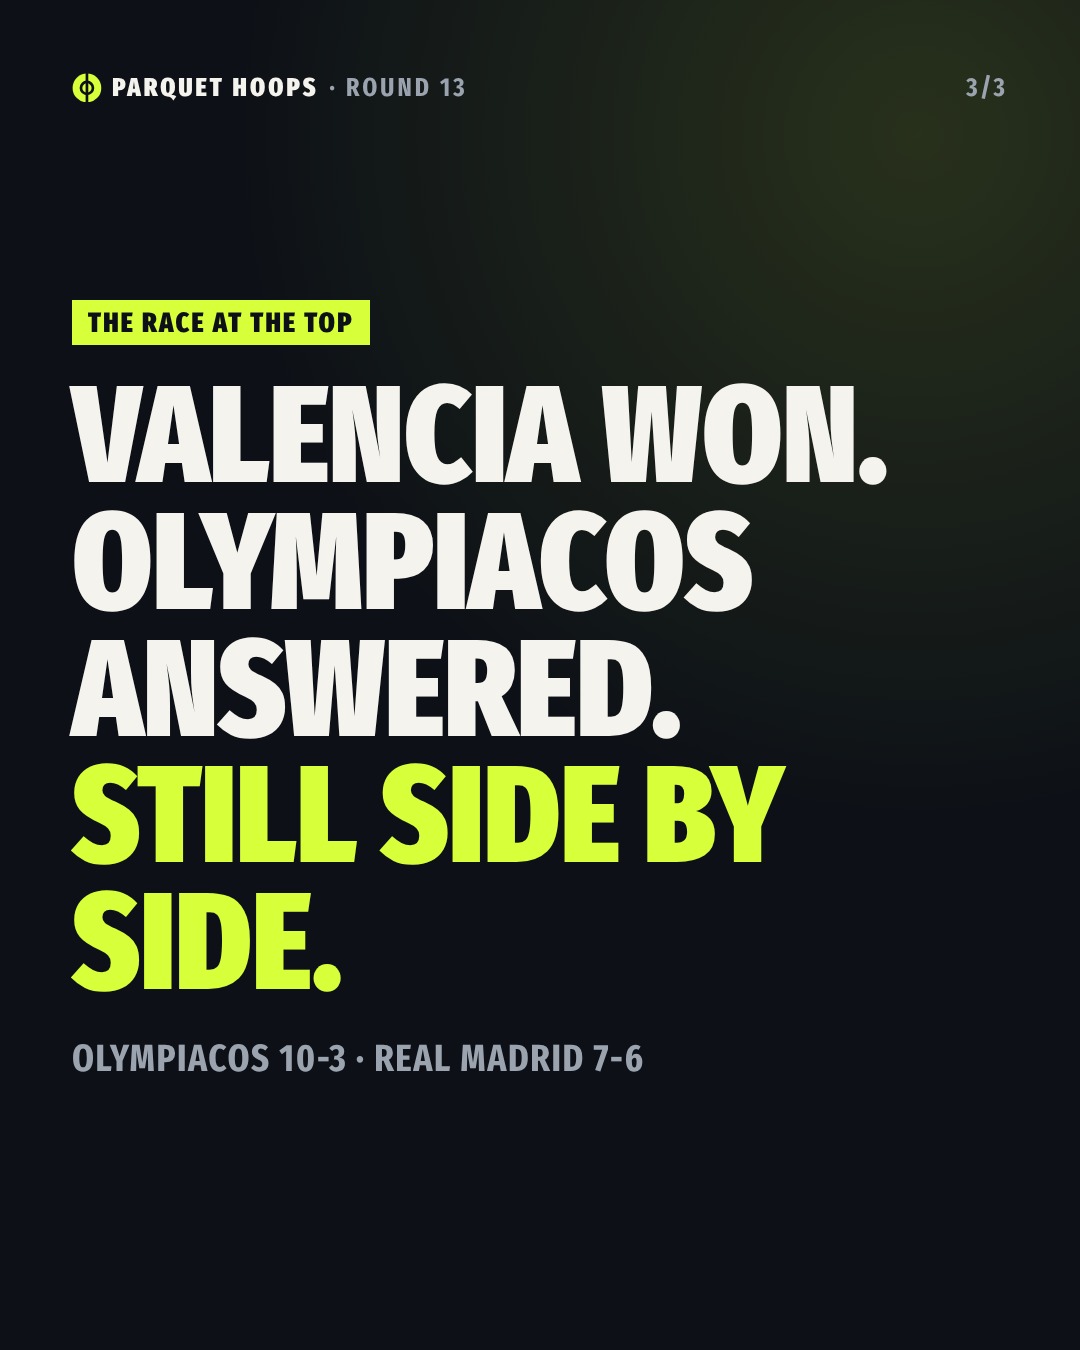 PARQUET HOOPS · ROUND 13
3/3
THE RACE AT THE TOP
VALENCIA WON.
OLYMPIACOS
ANSWERED.
STILL SIDE BY
SIDE.
OLYMPIACOS 10-3 · REAL MADRID 7-6